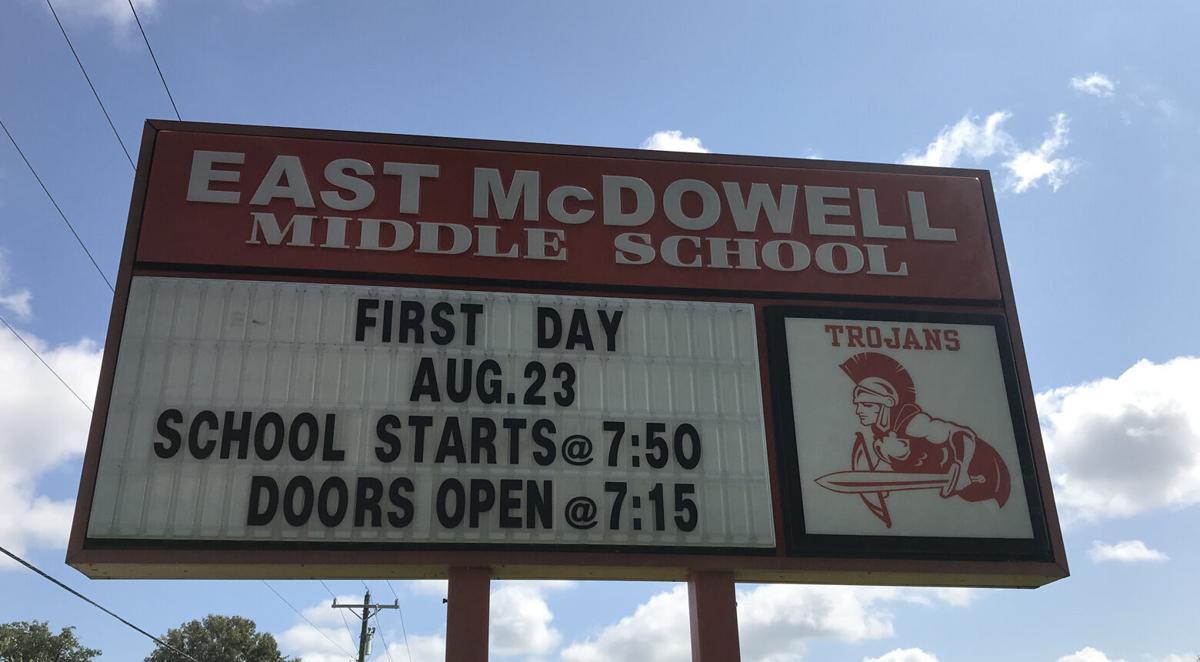 EAST McDOWELL
MIDDLE SCHOOL
FIRST DAY
AUG.23
SCHOOL STARTS@7:50
DOORS OPEN@7:15
TROJANS